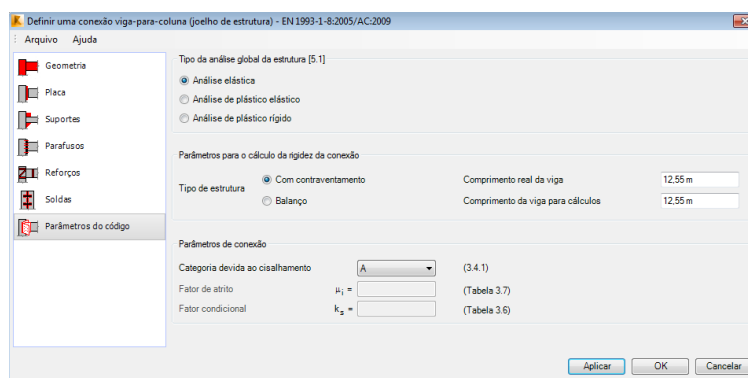 Definir uma conexão viga-para-coluna (joelho de estrutura) - EN 1993-1-8:2005/AC:2009
Arquivo Ajuda
Geometria
Placa
Suportes
Parafusos
Reforços
Soldas
Parâmetros do código
Tipo da análise global da estrutura [5.1]
Análise elástica
Análise de plástico elástico
Análise de plástico rígido
Parâmetros para o cálculo da rigidez da conexão
Tipo de estrutura
Com contraventamento
Balanço
Comprimento real da viga 12,55 m
Comprimento da viga para cálculos 12,55 m
Parâmetros de conexão
Categoria devida ao cisalhamento A (3.4.1)
Fator de atrito μi = (Tabela 3.7)
Fator condicional ks = (Tabela 3.6)
Aplicar OK Cancelar